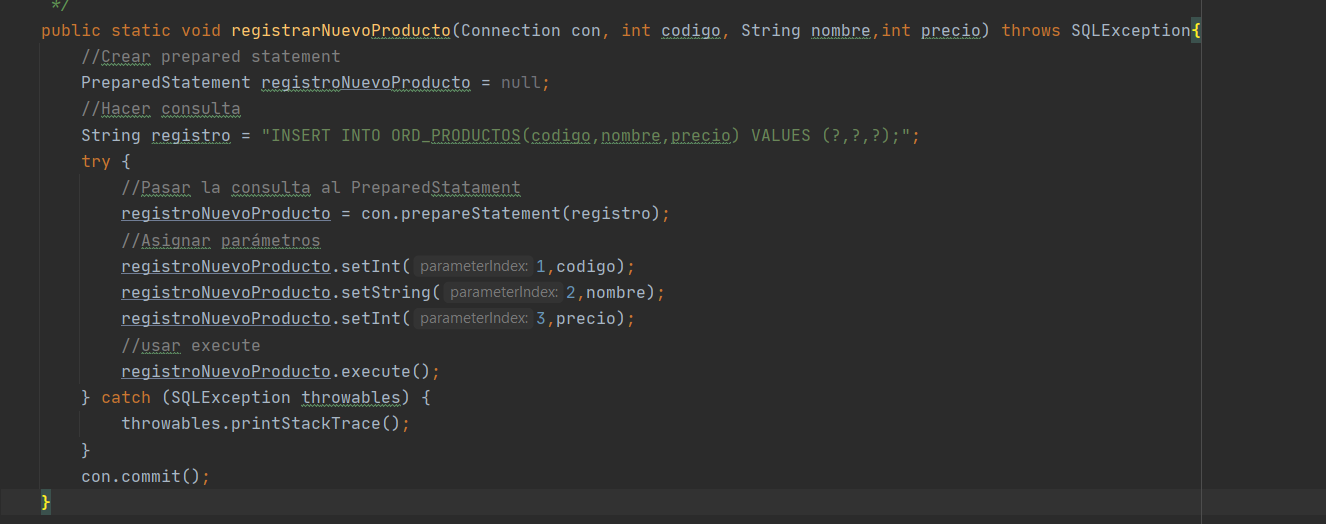 */
public static void registrarNuevoProducto(Connection con, int codigo, String nombre,int precio) throws SQLException{
//Crear prepared statement
PreparedStatement registroNuevoProducto = null;
//Hacer consulta
String registro = "INSERT INTO ORD_PRODUCTOS(codigo,nombre,precio) VALUES (?,?,?);";
try {
//Pasar la consulta al PreparedStatament
registroNuevoProducto = con.prepareStatement(registro);
//Asignar parámetros
registroNuevoProducto.setInt( parameterIndex: 1,codigo);
registroNuevoProducto.setString( parameterIndex: 2,nombre);
registroNuevoProducto.setInt( parameterIndex: 3,precio);
//usar execute
registroNuevoProducto.execute();
} catch (SQLException throwables) {
throwables.printStackTrace();
}
con.commit();
}